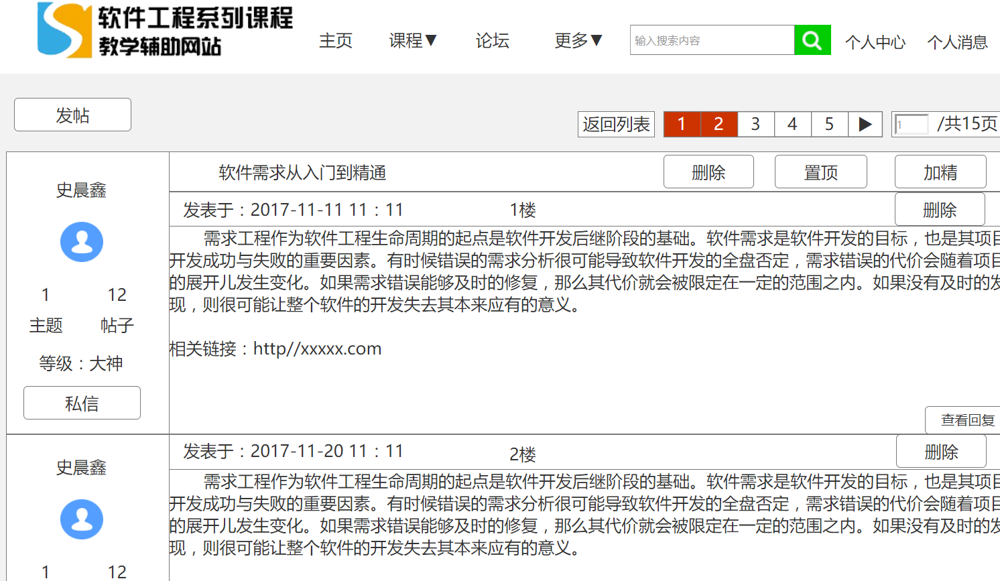 软件工程系列课程
教学辅助网站
主页 课程▼ 论坛 更多▼ 输入搜索内容 个人中心 个人消息
发帖
返回列表 1 2 3 4 5 ▶ 1 /共15页
史晨鑫
1 12
主题 帖子
等级：大神
私信
软件需求从入门到精通 删除 置顶 加精
发表于：2017-11-11 11：11 1楼 删除
需求工程作为软件工程生命周期的起点是软件开发后继阶段的基础。软件需求是软件开发的目标，也是其项目
开发成功与失败的重要因素。有时候错误的需求分析很可能导致软件开发的全盘否定，需求错误的代价会随着项目
的展开儿发生变化。如果需求错误能够及时的修复，那么其代价就会被限定在一定的范围之内。如果没有及时的发
现，则很可能让整个软件的开发失去其本来应有的意义。
相关链接：http//xxxxx.com
查看回复
史晨鑫
1 12
发表于：2017-11-20 11：11 2楼 删除
需求工程作为软件工程生命周期的起点是软件开发后继阶段的基础。软件需求是软件开发的目标，也是其项目
开发成功与失败的重要因素。有时候错误的需求分析很可能导致软件开发的全盘否定，需求错误的代价会随着项目
的展开儿发生变化。如果需求错误能够及时的修复，那么其代价就会被限定在一定的范围之内。如果没有及时的发
现，则很可能让整个软件的开发失去其本来应有的意义。